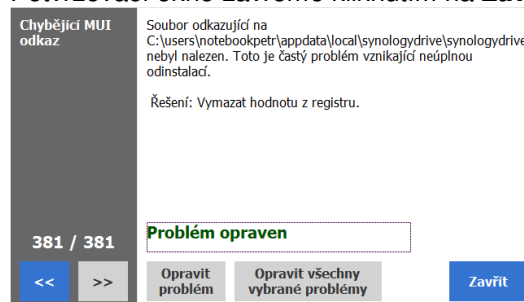 Chybějící MUI
odkaz
Soubor odkazující na
C:\users\notebookpetr\appdata\local\synologydrive\synologydrive
nebyl nalezen. Toto je častý problém vznikající neúplnou
odinstalací.
Řešení: Vymazat hodnotu z registru.
381 / 381
Problém opraven
<< >>
Opravit
problém
Opravit všechny
vybrané problémy
Zavřít